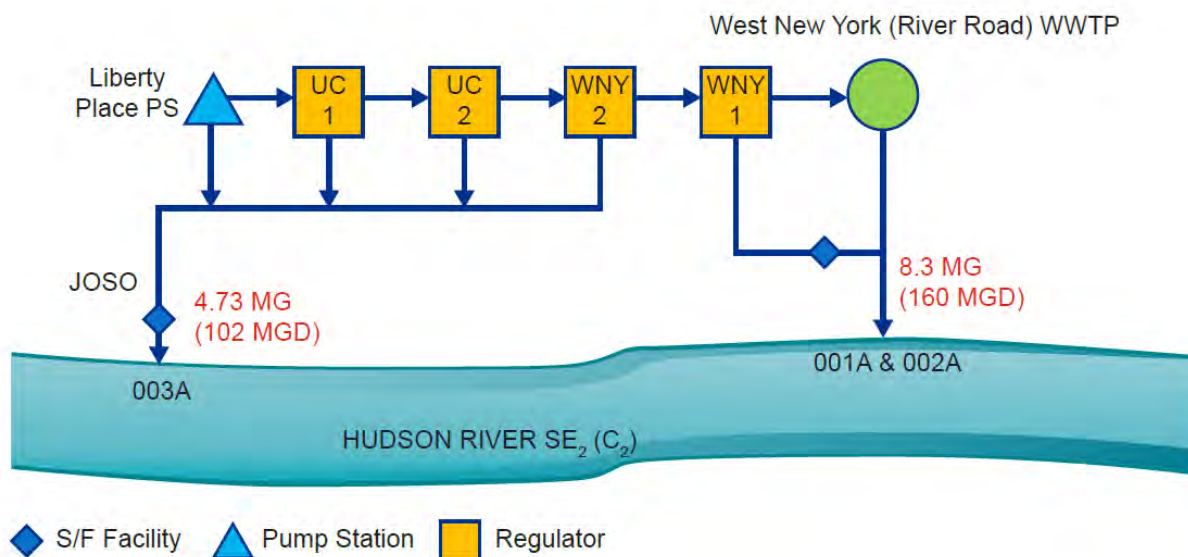 West New York (River Road) WWTP
Liberty
Place PS
UC
1
UC
2
WNY
2
WNY
1
JOSO
4.73 MG
(102 MGD)
8.3 MG
(160 MGD)
003A
001A & 002A
HUDSON RIVER SE₂ (C₂)
S/F Facility
Pump Station
Regulator